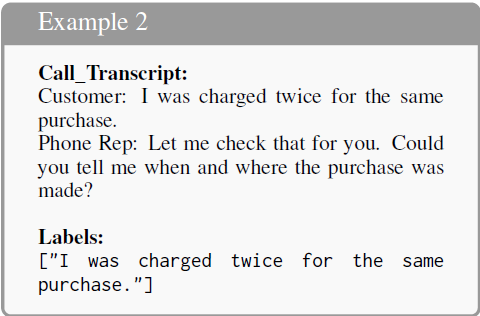 Example 2
Call_Transcript:
Customer: I was charged twice for the same
purchase.
Phone Rep: Let me check that for you. Could
you tell me when and where the purchase was
made?
Labels:
["I was charged twice for the same
purchase."]